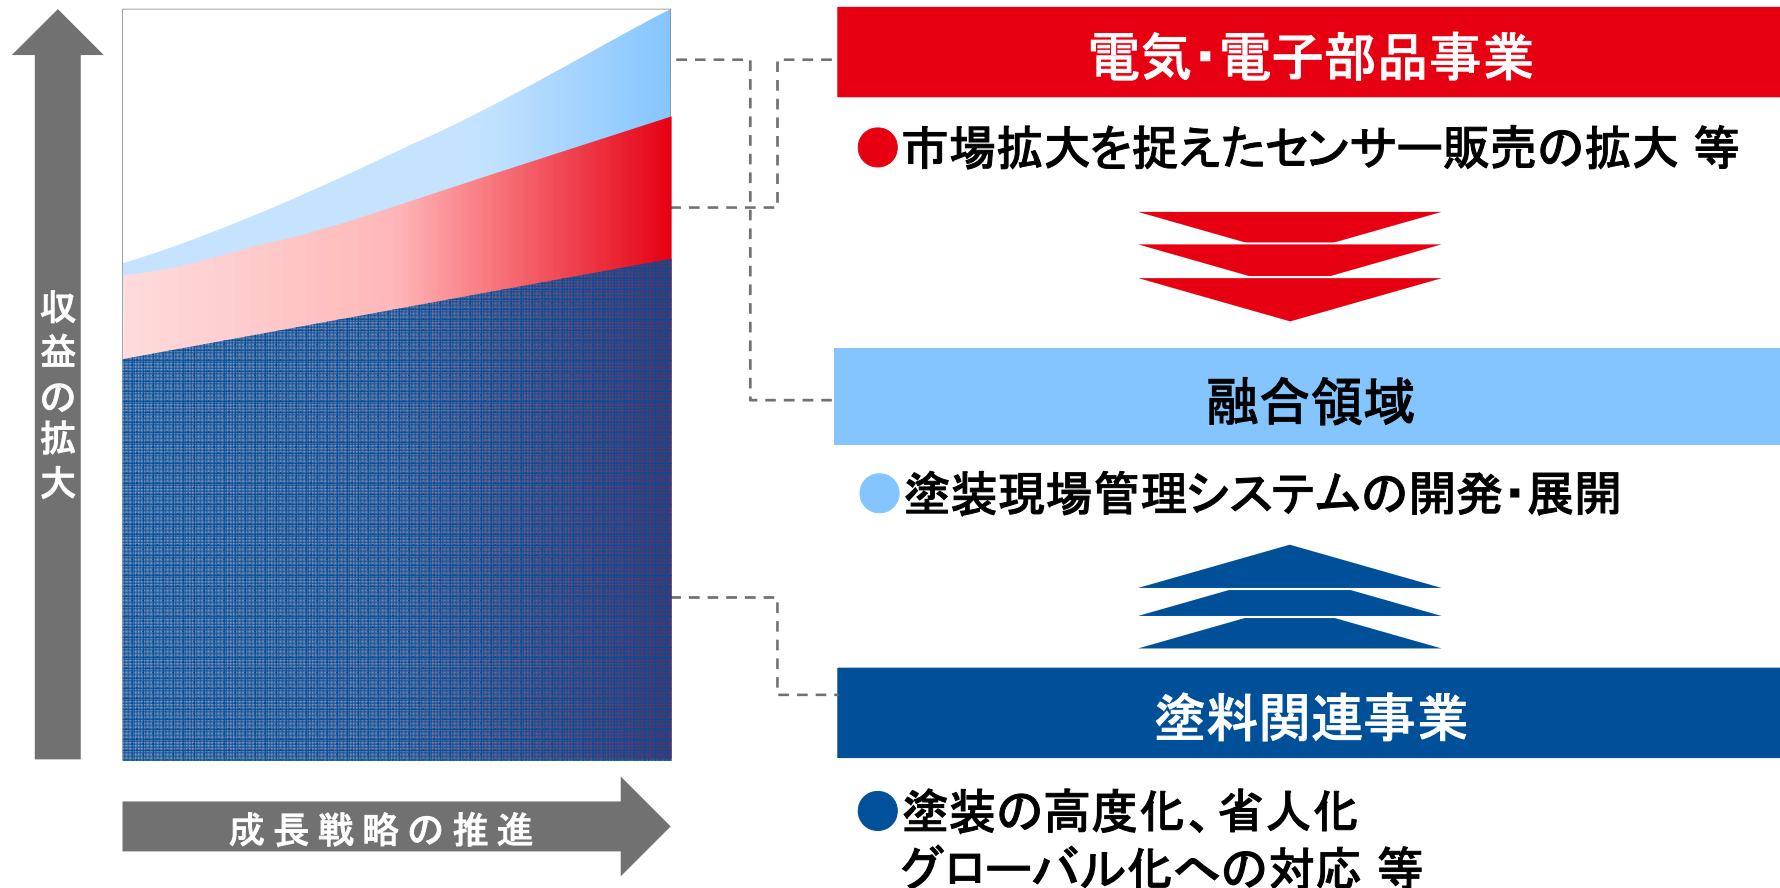 収益の拡大
成長戦略の推進
電気・電子部品事業
●市場拡大を捉えたセンサー販売の拡大 等
融合領域
●塗装現場管理システムの開発・展開
塗料関連事業
●塗装の高度化、省人化
グローバル化への対応 等